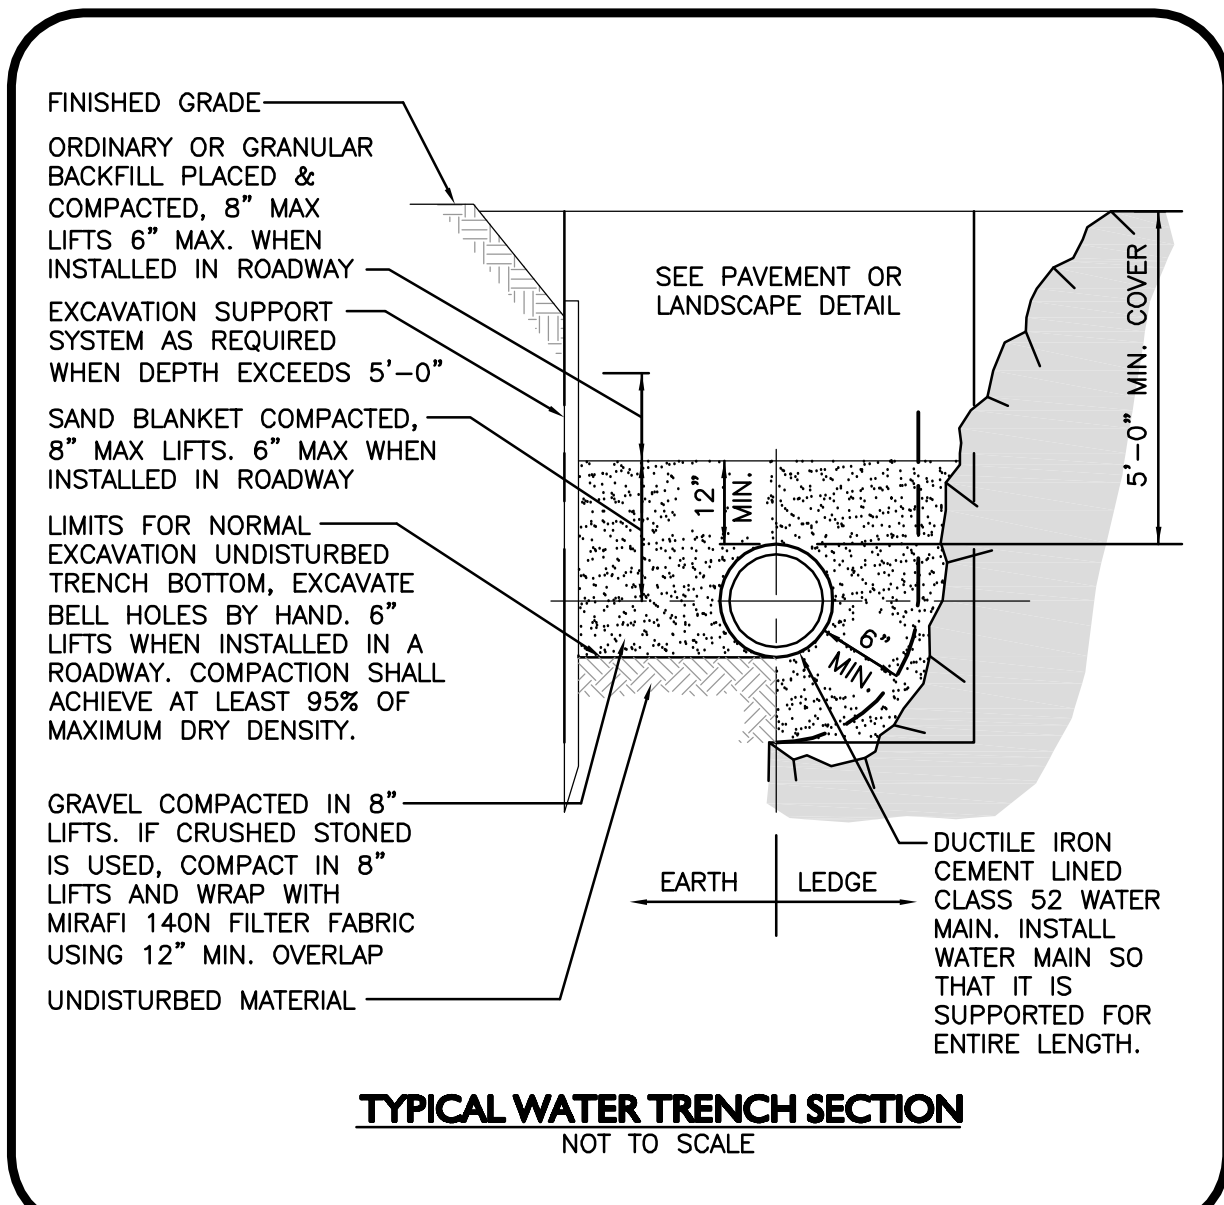 FINISHED GRADE
ORDINARY OR GRANULAR
BACKFILL PLACED &
COMPACTED, 8" MAX
LIFTS 6" MAX. WHEN
INSTALLED IN ROADWAY
EXCAVATION SUPPORT
SYSTEM AS REQUIRED
WHEN DEPTH EXCEEDS 5'-0"
SAND BLANKET COMPACTED,
8" MAX LIFTS. 6" MAX WHEN
INSTALLED IN ROADWAY
LIMITS FOR NORMAL
EXCAVATION UNDISTURBED
TRENCH BOTTOM, EXCAVATE
BELL HOLES BY HAND. 6"
LIFTS WHEN INSTALLED IN A
ROADWAY. COMPACTION SHALL
ACHIEVE AT LEAST 95% OF
MAXIMUM DRY DENSITY.
GRAVEL COMPACTED IN 8"
LIFTS. IF CRUSHED STONED
IS USED, COMPACT IN 8"
LIFTS AND WRAP WITH
MIRAFI 140N FILTER FABRIC
USING 12" MIN. OVERLAP
UNDISTURBED MATERIAL
SEE PAVEMENT OR
LANDSCAPE DETAIL
12"
MIN.
5'-0" MIN. COVER
6"
MIN.
EARTH
LEDGE
DUCTILE IRON
CEMENT LINED
CLASS 52 WATER
MAIN. INSTALL
WATER MAIN SO
THAT IT IS
SUPPORTED FOR
ENTIRE LENGTH.
TYPICAL WATER TRENCH SECTION
NOT TO SCALE